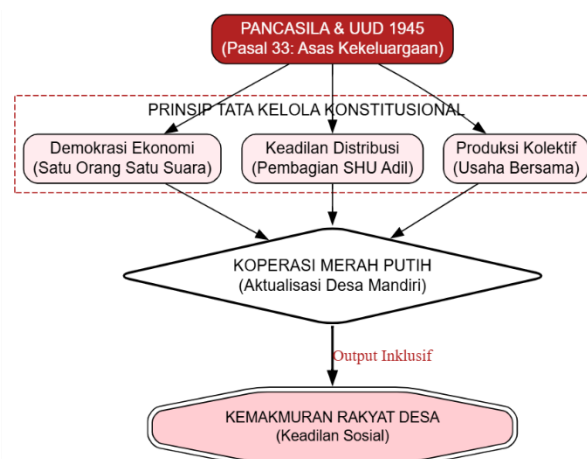 PANCASILA & UUD 1945
(Pasal 33: Asas Kekeluargaan)
PRINSIP TATA KELOLA KONSTITUSIONAL
Demokrasi Ekonomi
(Satu Orang Satu Suara)
Keadilan Distribusi
(Pembagian SHU Adil)
Produksi Kolektif
(Usaha Bersama)
KOPERASI MERAH PUTIH
(Aktualisasi Desa Mandiri)
Output Inklusif
KEMAKMURAN RAKYAT DESA
(Keadilan Sosial)